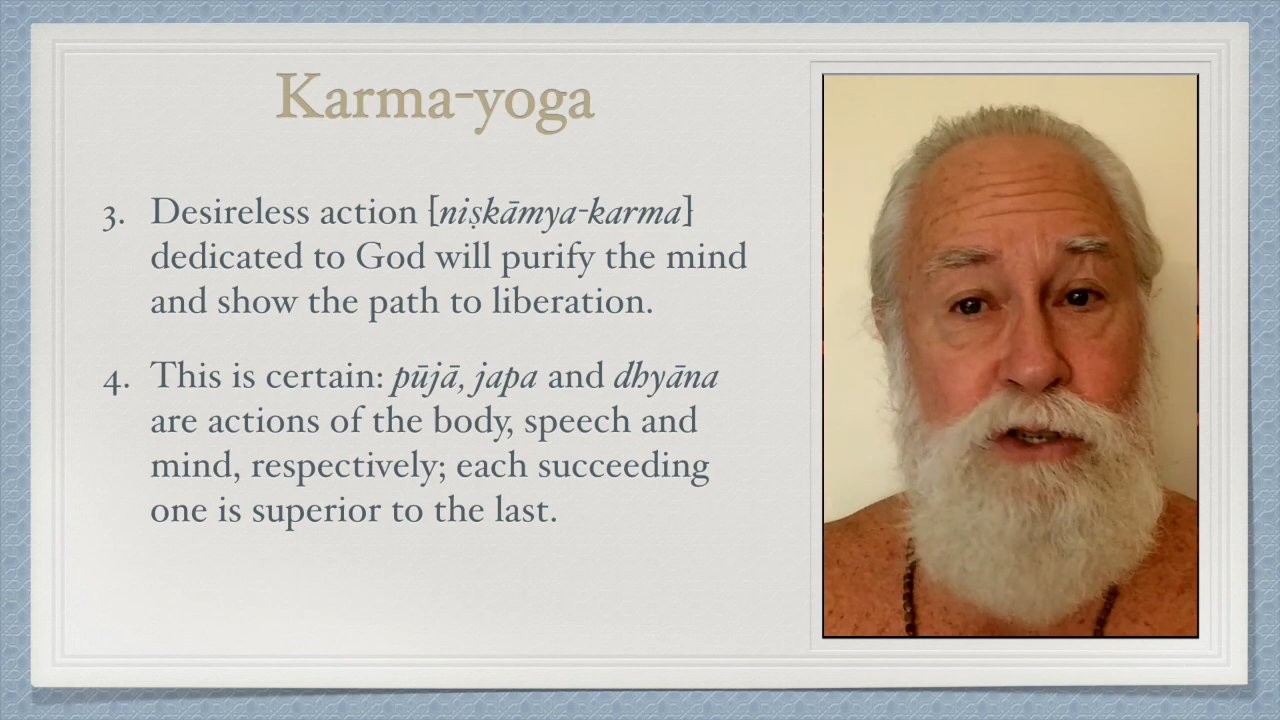 Karma-yoga
3. Desireless action [niṣkāmya-karma]
dedicated to God will purify the mind
and show the path to liberation.
4. This is certain: pūjā, japa and dhyāna
are actions of the body, speech and
mind, respectively; each succeeding
one is superior to the last.